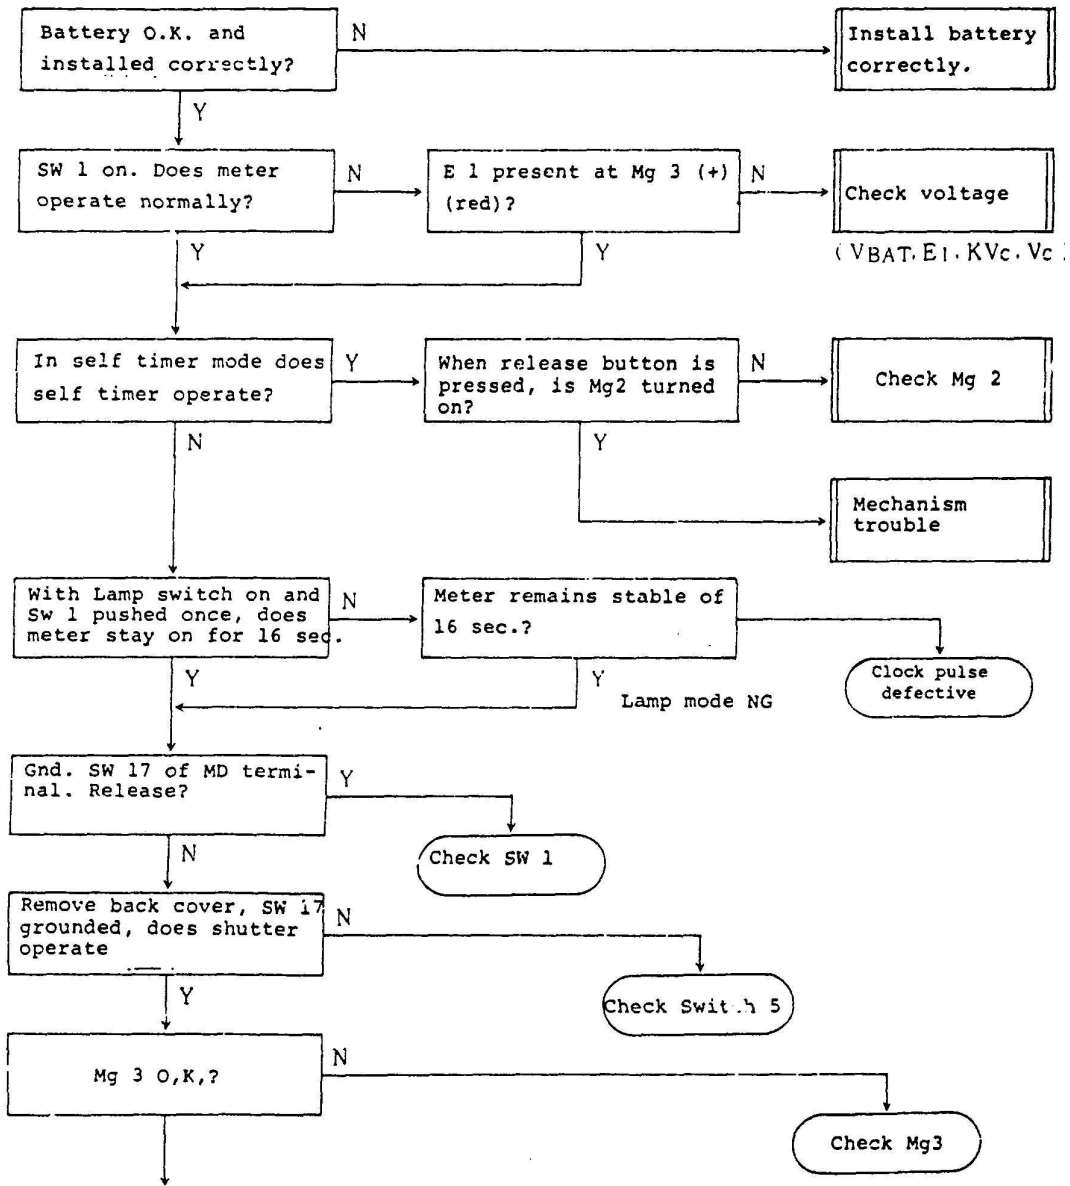 Battery O.K. and
installed correctly?
N
Install battery
correctly.
Y
SW 1 on. Does meter
operate normally?
N
E 1 present at Mg 3 (+)
(red)?
N
Check voltage
(VBAT. E1. KVc. Vc)
Y
Y
In self timer mode does
self timer operate?
Y
When release button is
pressed, is Mg2 turned
on?
N
Check Mg 2
N
Y
Mechanism
trouble
With Lamp switch on and
Sw 1 pushed once, does
meter stay on for 16 sec.
N
Meter remains stable of
16 sec.?
Clock pulse
defective
Y
Y
Lamp mode NG
Gnd. SW 17 of MD termi-
nal. Release?
Y
Check SW 1
N
Remove back cover, SW 17
grounded, does shutter
operate
N
Check Switch 5
Y
Mg 3 O,K,?
N
Check Mg3